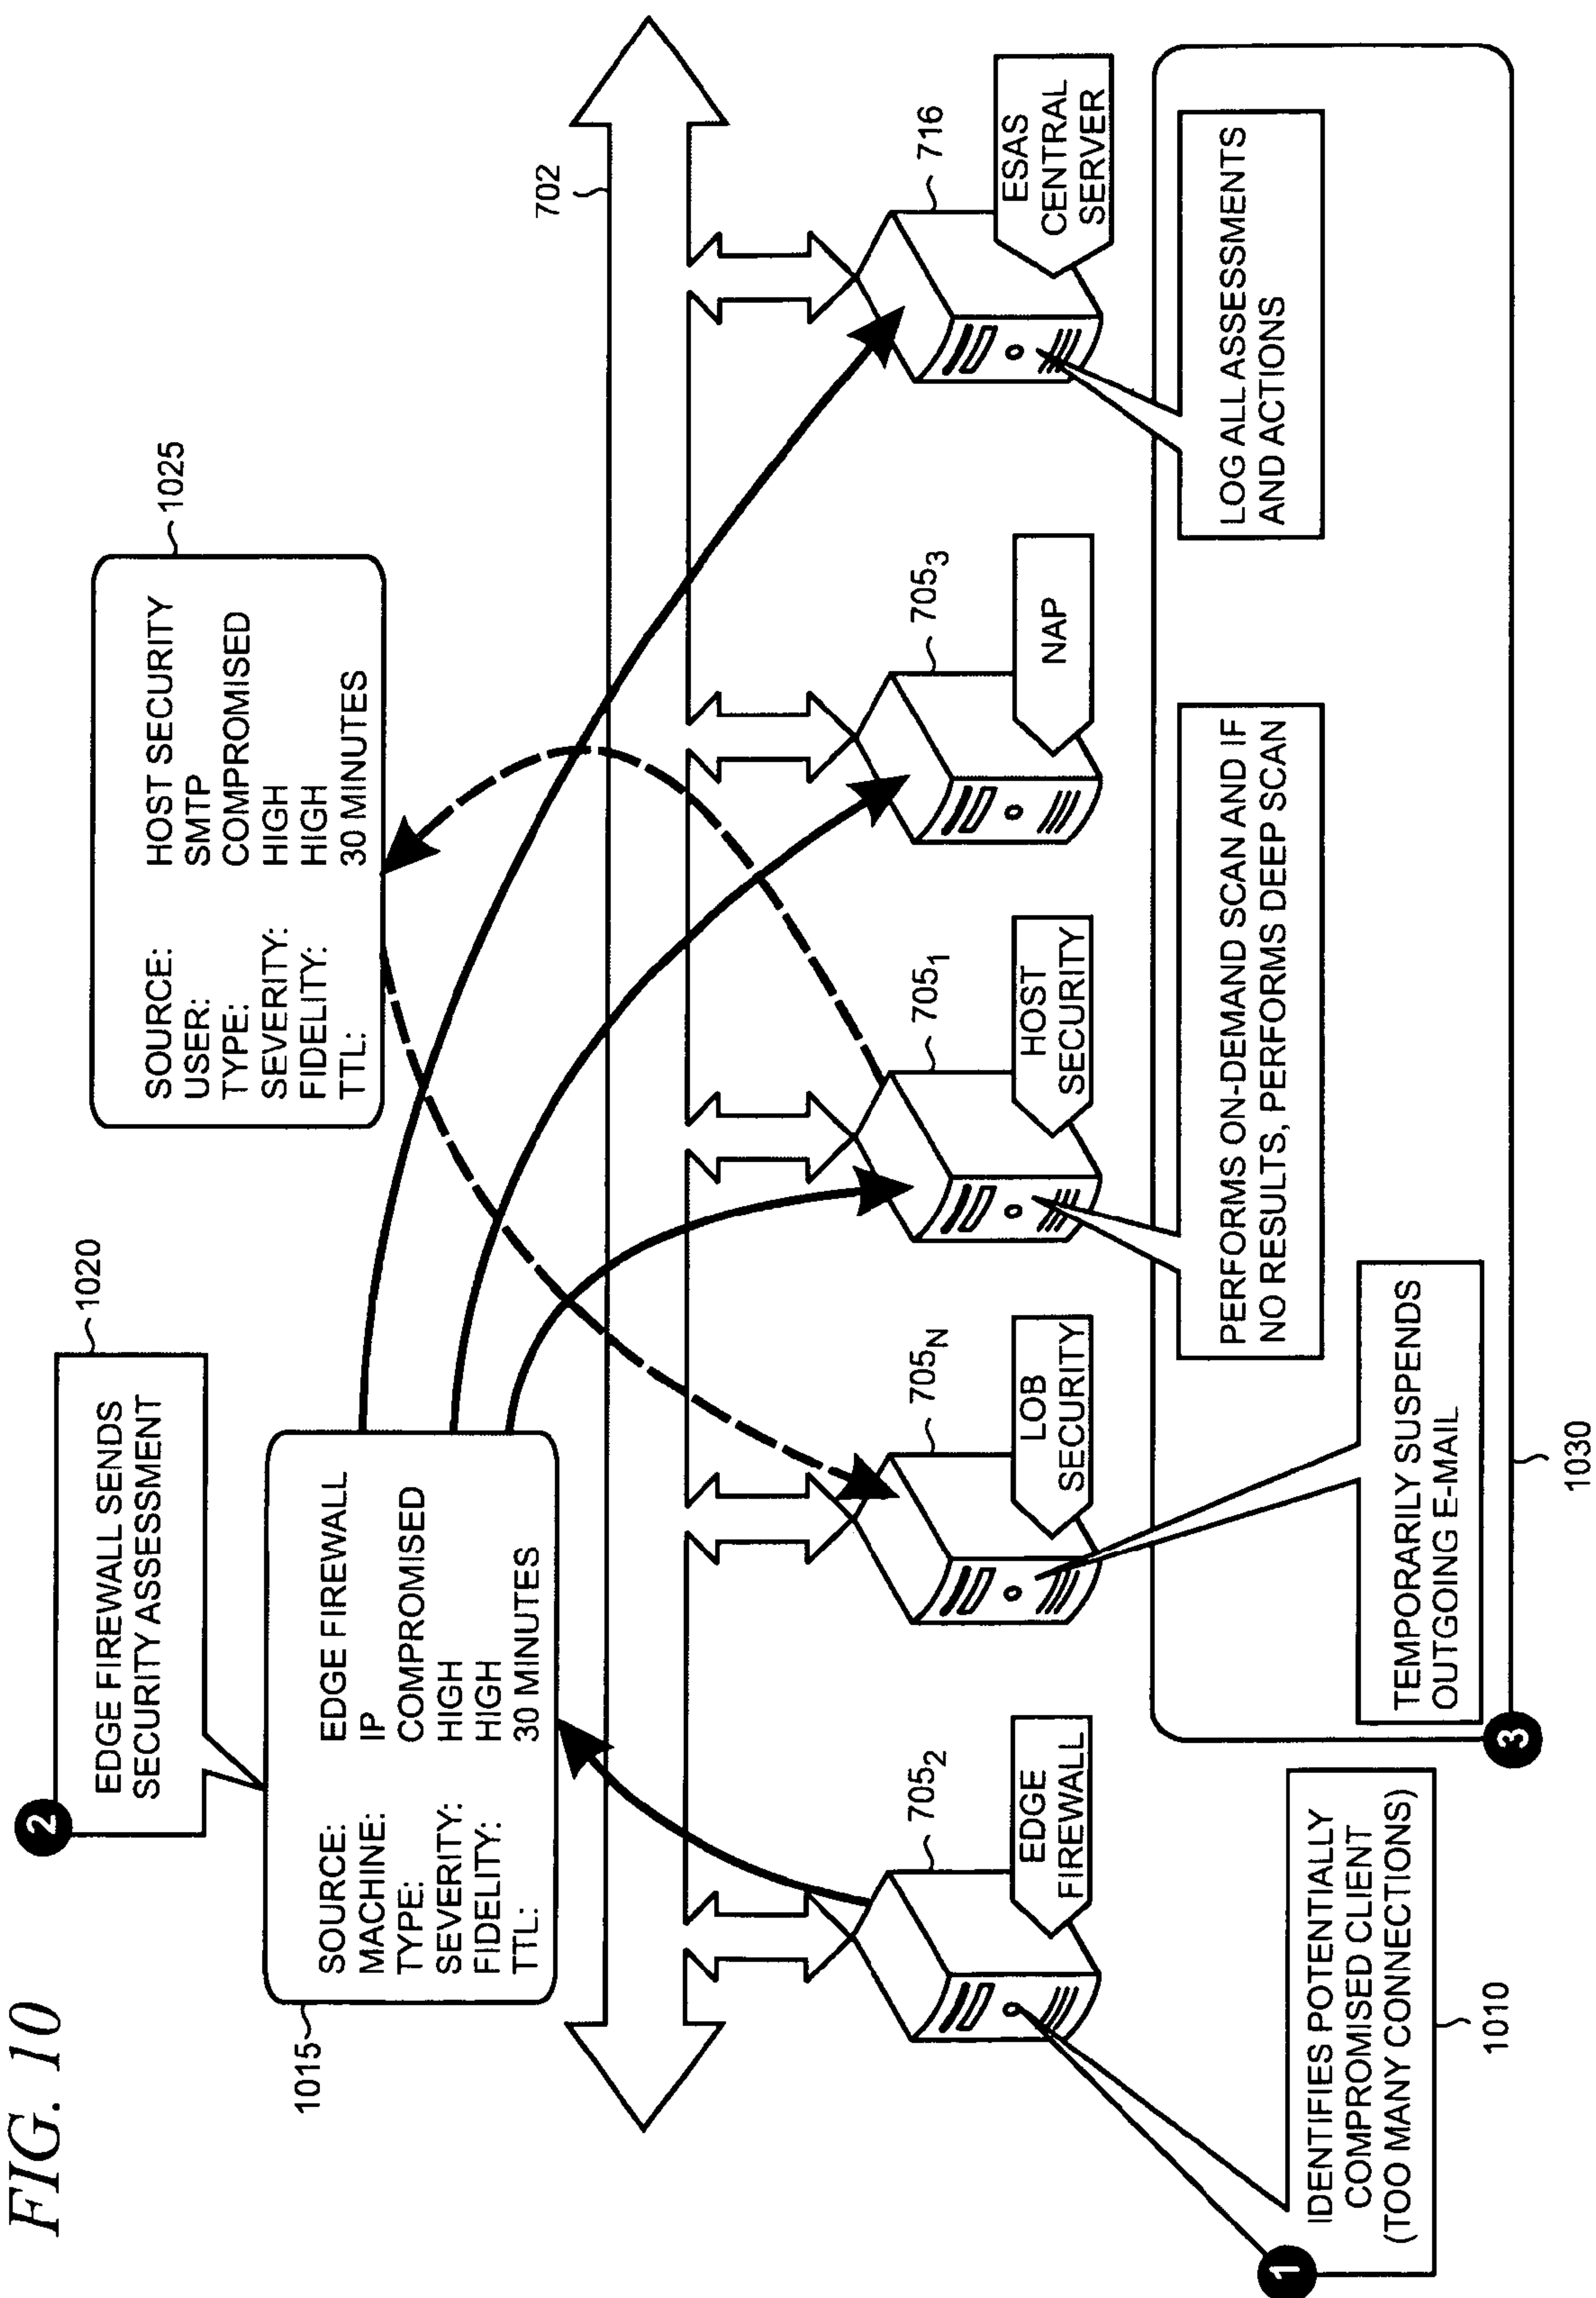 FIG. 10
2
EDGE FIREWALL SENDS
SECURITY ASSESSMENT
1020
1015
SOURCE: EDGE FIREWALL
MACHINE: IP
TYPE: COMPROMISED
SEVERITY: HIGH
FIDELITY: HIGH
TTL: 30 MINUTES
SOURCE: HOST SECURITY
USER: SMTP
TYPE: COMPROMISED
SEVERITY: HIGH
FIDELITY: HIGH
TTL: 30 MINUTES
1025
702
705₂
EDGE
FIREWALL
705N
LOB
SECURITY
705₁
HOST
SECURITY
705₃
NAP
716
ESAS
CENTRAL
SERVER
1
IDENTIFIES POTENTIALLY
COMPROMISED CLIENT
(TOO MANY CONNECTIONS)
1010
3
TEMPORARILY SUSPENDS
OUTGOING E-MAIL
PERFORMS ON-DEMAND SCAN AND IF
NO RESULTS, PERFORMS DEEP SCAN
LOG ALL ASSESSMENTS
AND ACTIONS
1030